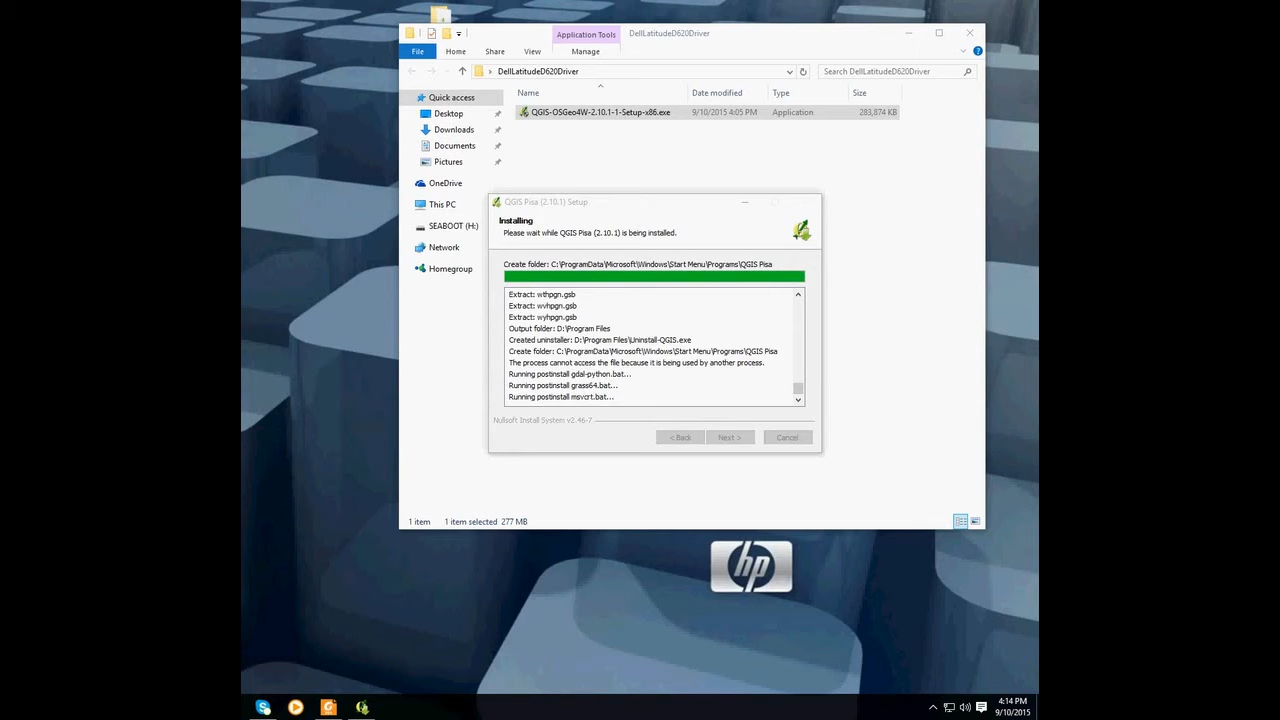 Application Tools
DellLatitudeD620Driver
File
Home
Share
View
Manage
DellLatitudeD620Driver
Search DellLatitudeD620Driver
Quick access
Desktop
Downloads
Documents
Pictures
OneDrive
This PC
SEABOOT (H:)
Network
Homegroup
Name
Date modified
Type
Size
QGIS-OSGeo4W-2.10.1-1-Setup-x86.exe
9/10/2015 4:05 PM
Application
283,874 KB
QGIS Pisa (2.10.1) Setup
Installing
Please wait while QGIS Pisa (2.10.1) is being installed.
Create folder: C:\ProgramData\Microsoft\Windows\Start Menu\Programs\QGIS Pisa
Extract: wthpgn.gsb
Extract: wvhpgn.gsb
Extract: wyhpgn.gsb
Output folder: D:\Program Files
Created uninstaller: D:\Program Files\Uninstall-QGIS.exe
Create folder: C:\ProgramData\Microsoft\Windows\Start Menu\Programs\QGIS Pisa
The process cannot access the file because it is being used by another process.
Running postinstall gdal-python.bat...
Running postinstall grass64.bat...
Running postinstall msvcrt.bat...
Nullsoft Install System v2.46-7
< Back
Next >
Cancel
1 item
1 item selected 277 MB
hp
4:14 PM
9/10/2015